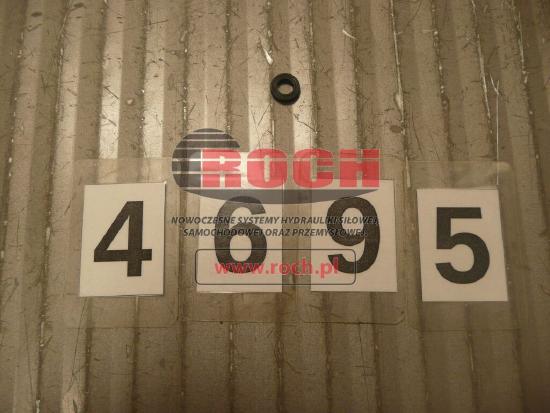 ROCH
NOWOCZESNE SYSTEMY HYDRAULIKI SIŁOWEJ,
SAMOCHODOWEJ ORAZ PRZEMYSŁOWEJ.
4 6 9 5
www.roch.pl